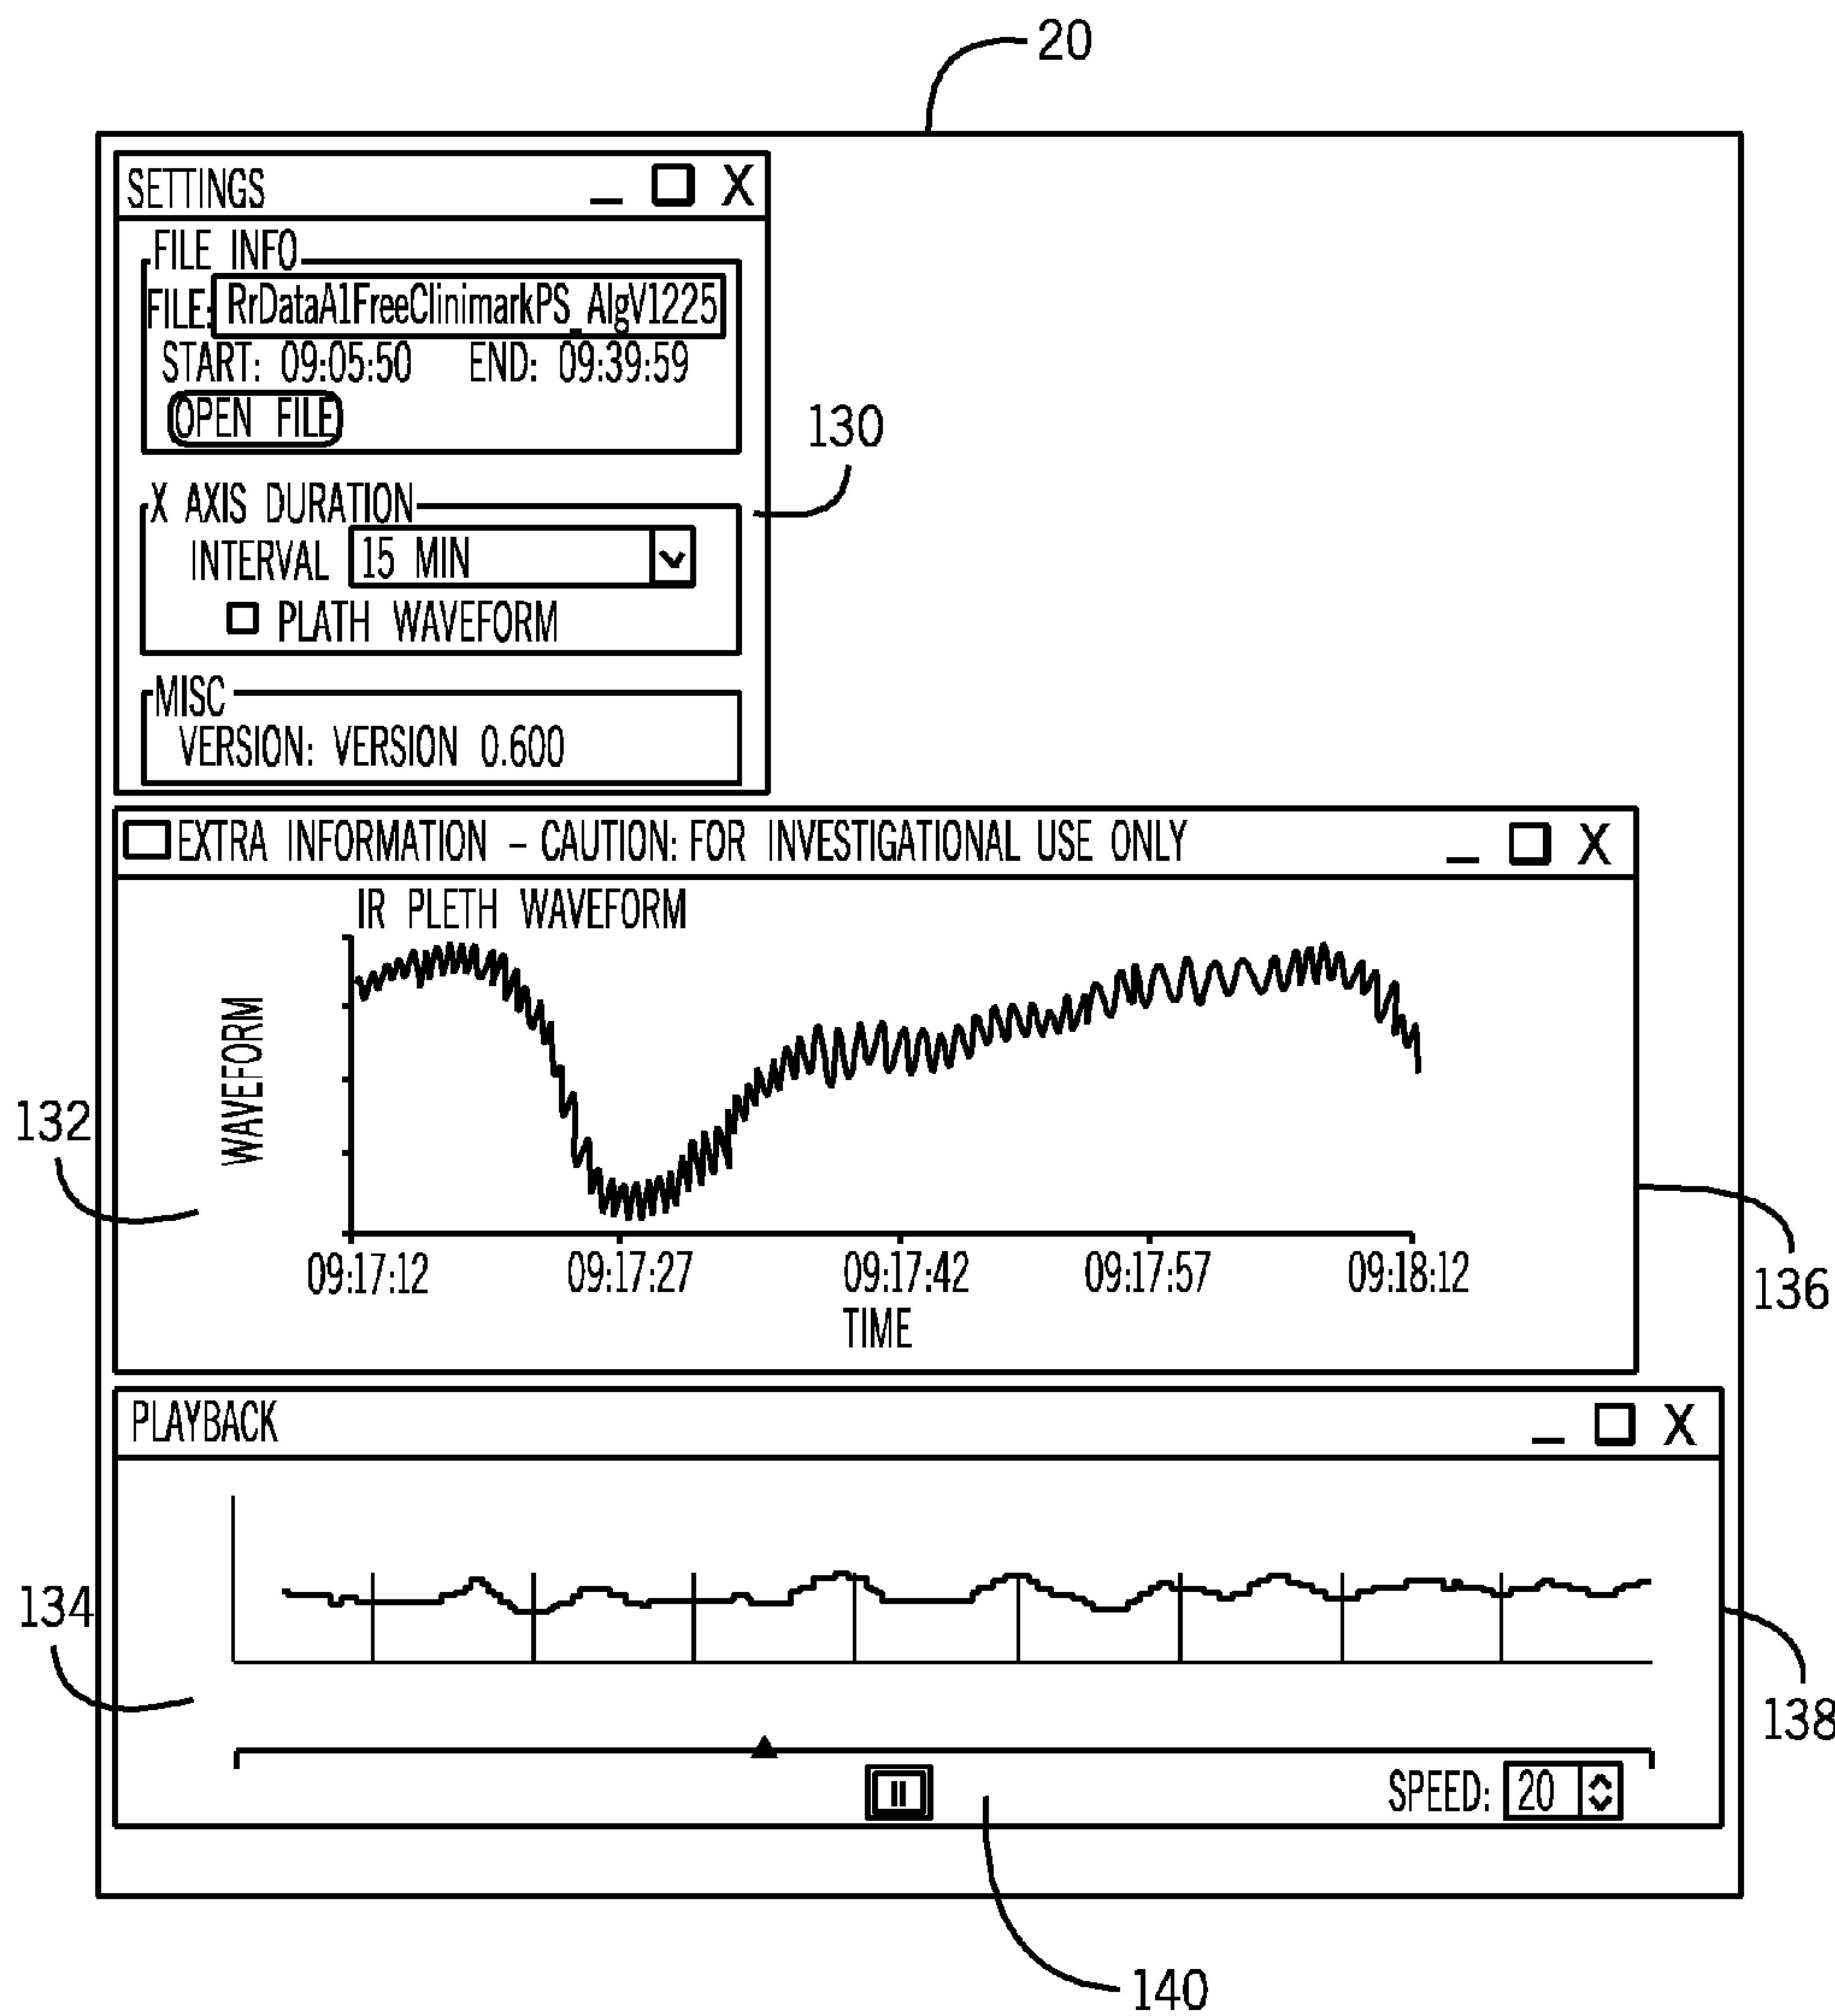 20
SETTINGS
FILE INFO
FILE: RrDataA1FreeClinimarkPS_AlgV1225
START: 09:05:50 END: 09:39:59
OPEN FILE
130
X AXIS DURATION
INTERVAL 15 MIN
PLATH WAVEFORM
MISC
VERSION: VERSION 0.600
EXTRA INFORMATION – CAUTION: FOR INVESTIGATIONAL USE ONLY
IR PLETH WAVEFORM
WAVEFORM
132
09:17:12 09:17:27 09:17:42 09:17:57 09:18:12
TIME
136
PLAYBACK
134
138
SPEED: 20
140